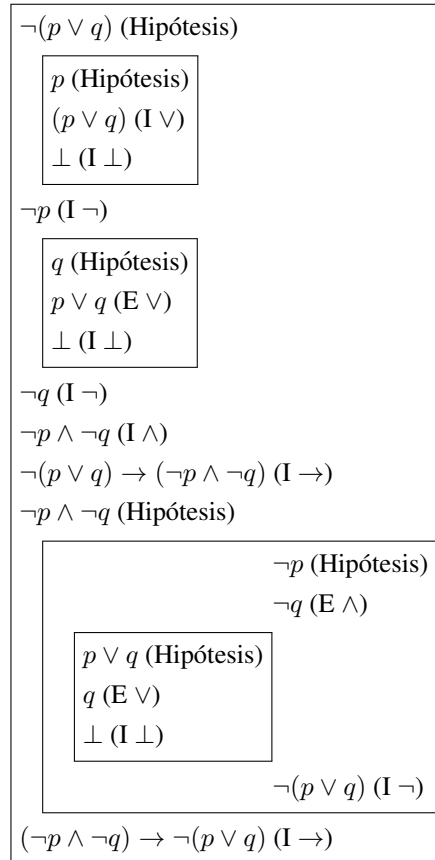 ¬(p ∨ q) (Hipótesis)
p (Hipótesis)
(p ∨ q) (I ∨)
⊥ (I ⊥)
¬p (I ¬)
q (Hipótesis)
p ∨ q (E ∨)
⊥ (I ⊥)
¬q (I ¬)
¬p ∧ ¬q (I ∧)
¬(p ∨ q) → (¬p ∧ ¬q) (I →)
¬p ∧ ¬q (Hipótesis)
¬p (Hipótesis)
¬q (E ∧)
p ∨ q (Hipótesis)
q (E ∨)
⊥ (I ⊥)
¬(p ∨ q) (I ¬)
(¬p ∧ ¬q) → ¬(p ∨ q) (I →)